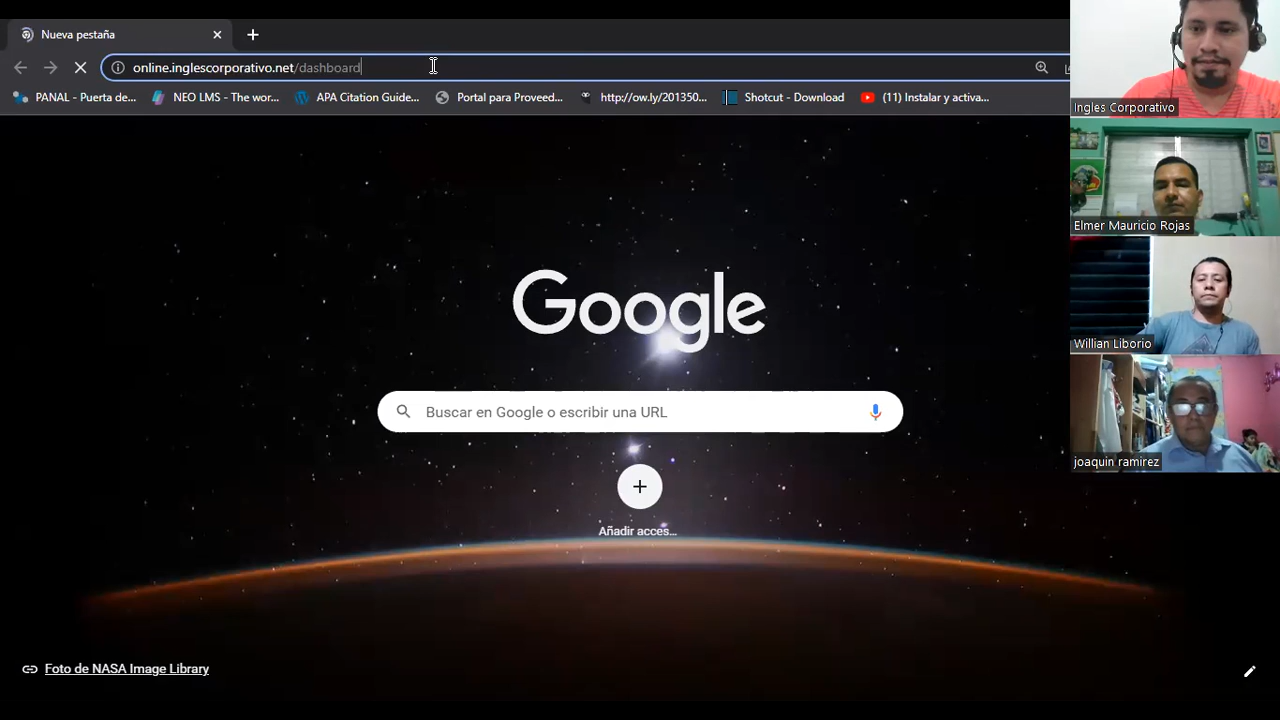 Nueva pestaña
online.inglescorporativo.net/dashboard
PANAL - Puerta de...
NEO LMS - The wor...
APA Citation Guide...
Portal para Proveed...
http://ow.ly/201350...
Shotcut - Download
(11) Instalar y activa...
Ingles Corporativo
Elmer Mauricio Rojas
Willian Liborio
joaquin ramirez
Google
Buscar en Google o escribir una URL
Añadir acces...
Foto de NASA Image Library